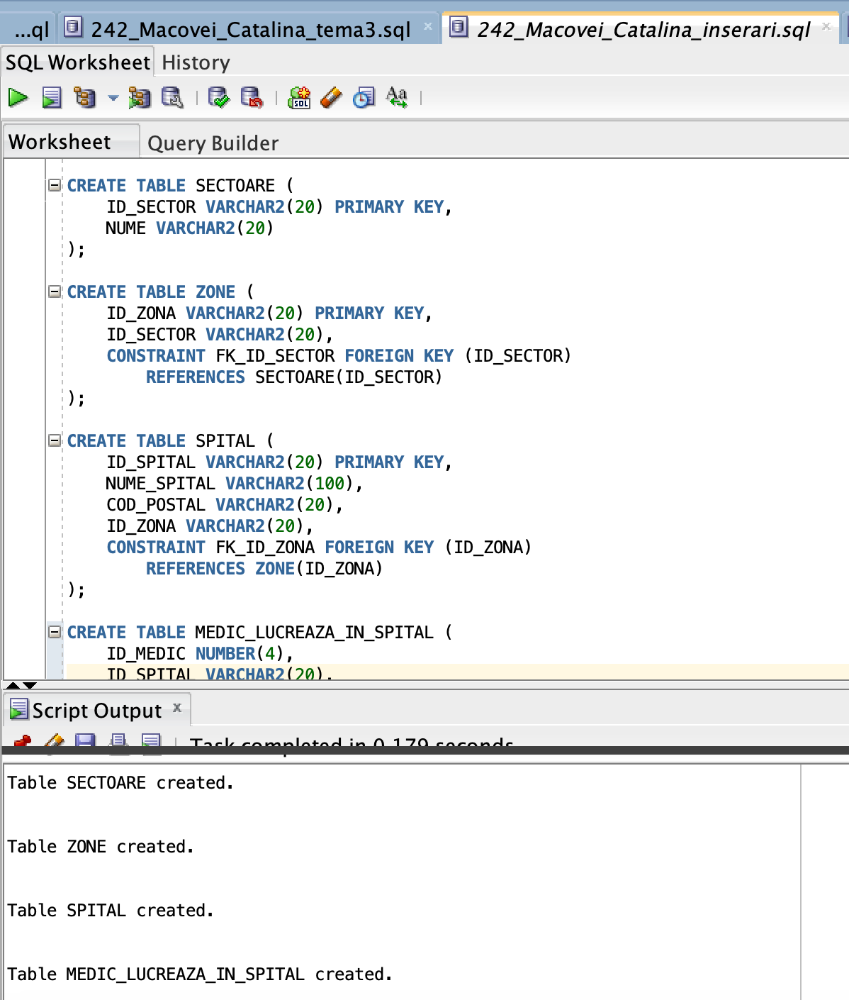 ...ql 242_Macovei_Catalina_tema3.sql 242_Macovei_Catalina_inserari.sql
SQL Worksheet History
SQL Aa
Worksheet Query Builder
CREATE TABLE SECTOARE (
ID_SECTOR VARCHAR2(20) PRIMARY KEY,
NUME VARCHAR2(20)
);
CREATE TABLE ZONE (
ID_ZONA VARCHAR2(20) PRIMARY KEY,
ID_SECTOR VARCHAR2(20),
CONSTRAINT FK_ID_SECTOR FOREIGN KEY (ID_SECTOR)
REFERENCES SECTOARE(ID_SECTOR)
);
CREATE TABLE SPITAL (
ID_SPITAL VARCHAR2(20) PRIMARY KEY,
NUME_SPITAL VARCHAR2(100),
COD_POSTAL VARCHAR2(20),
ID_ZONA VARCHAR2(20),
CONSTRAINT FK_ID_ZONA FOREIGN KEY (ID_ZONA)
REFERENCES ZONE(ID_ZONA)
);
CREATE TABLE MEDIC_LUCREAZA_IN_SPITAL (
ID_MEDIC NUMBER(4),
ID_SPITAL VARCHAR2(20),
Script Output
Task completed in 0.179 seconds
Table SECTOARE created.
Table ZONE created.
Table SPITAL created.
Table MEDIC_LUCREAZA_IN_SPITAL created.